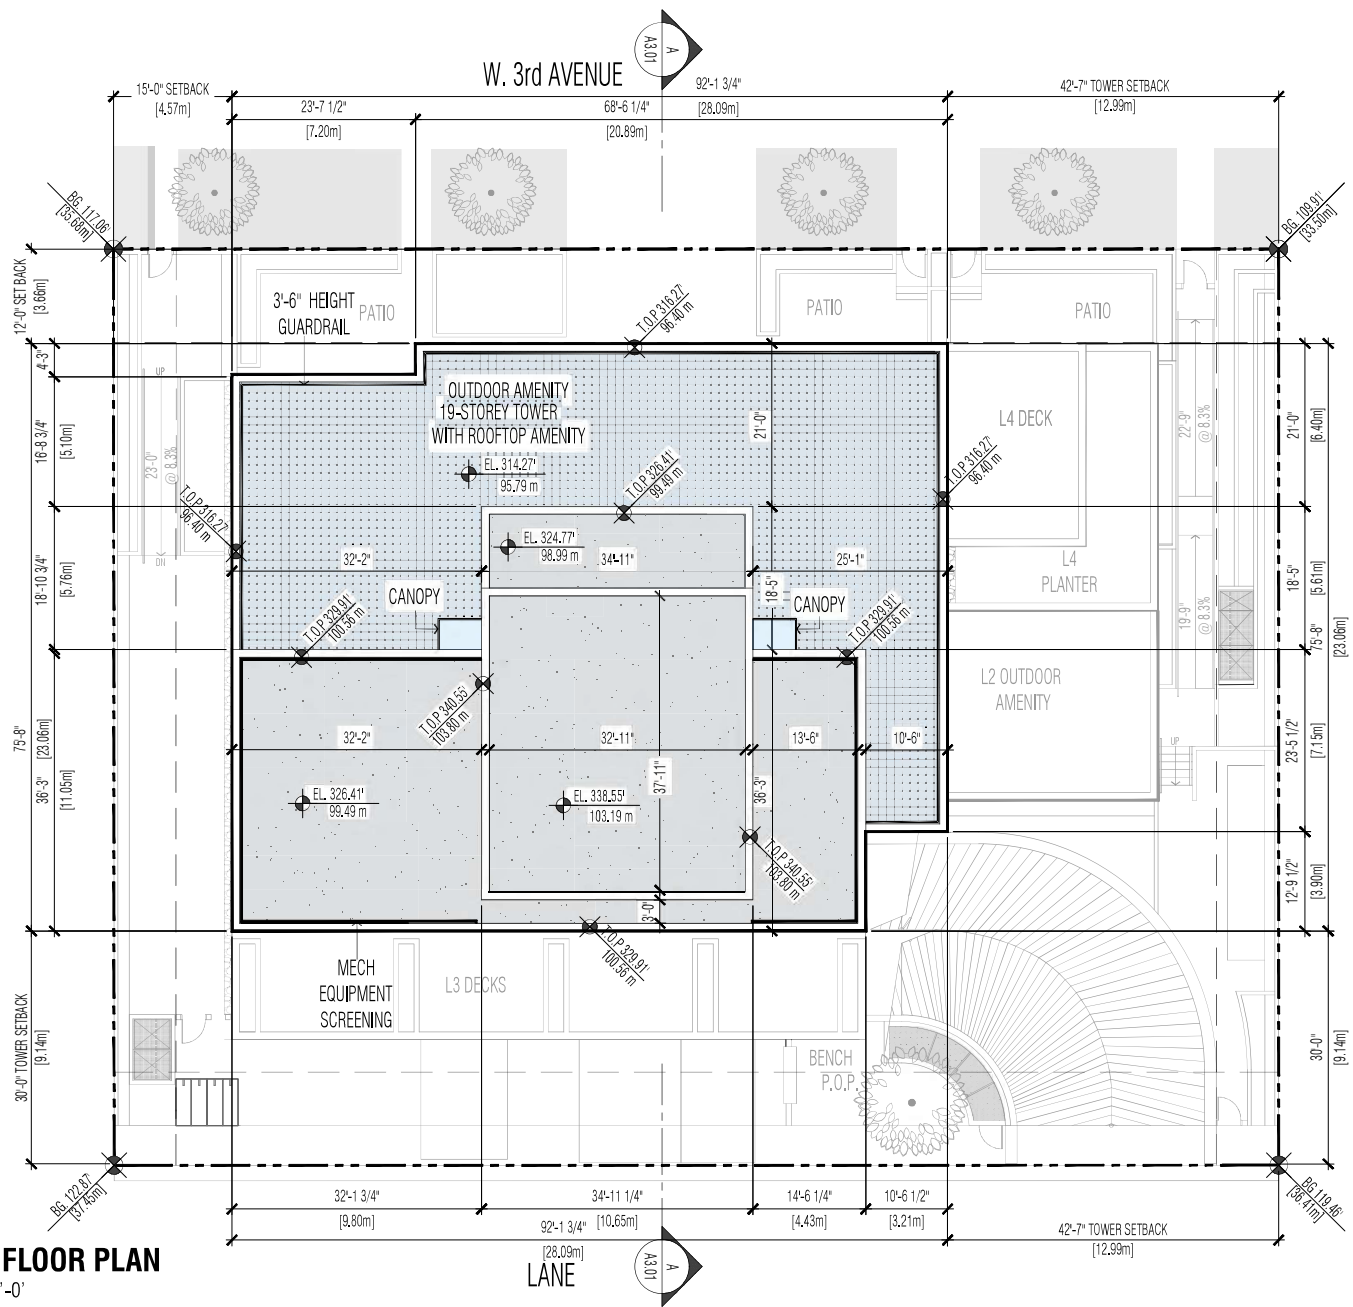 A
A3.01
W. 3rd AVENUE
92'-1 3/4"
[28.09m]
15'-0" SETBACK
[4.57m]
42'-7" TOWER SETBACK
[12.99m]
23'-7 1/2"
[7.20m]
68'-6 1/4"
[20.89m]
BG. 117.06'
[35.68m]
BG. 109.91'
[33.50m]
12'-0" SET BACK
[3.66m]
3'-6" HEIGHT
GUARDRAIL
PATIO
T.O.P 316.27'
96.40 m
PATIO
PATIO
4'-3"
UP
OUTDOOR AMENITY
19-STOREY TOWER
WITH ROOFTOP AMENITY
21'-0"
L4 DECK
22'-9"
@ 8.3%
21'-0"
[6.40m]
16'-8 3/4"
[5.10m]
23'-0"
@ 8.3%
EL. 314.27'
95.79 m
T.O.P 326.41'
99.49 m
T.O.P 316.27'
96.40 m
T.O.P 316.27'
96.40 m
EL. 324.77'
98.99 m
DN
32'-2"
34'-11"
25'-1"
18'-5"
L4
PLANTER
18'-10 3/4"
[5.76m]
CANOPY
CANOPY
19'-9"
@ 8.3%
18'-5"
[5.61m]
T.O.P 329.91'
100.56 m
T.O.P 329.91'
100.56 m
75'-8"
[23.06m]
L2 OUTDOOR
AMENITY
T.O.P 340.55'
103.80 m
75'-8"
[23.06m]
36'-3"
[11.05m]
32'-2"
32'-11"
13'-6"
10'-6"
UP
23'-5 1/2'
[7.15m]
37'-11"
36'-3"
EL. 326.41'
99.49 m
EL. 338.55'
103.19 m
T.O.P 340.55'
103.80 m
12'-9 1/2"
[3.90m]
3'-0"
T.O.P 329.91'
100.56 m
MECH
EQUIPMENT
SCREENING
L3 DECKS
30'-0" TOWER SETBACK
[9.14m]
BENCH
P.O.P.
30'-0"
[9.14m]
BG. 122.87'
[37.45m]
BG 119.46'
[36.41m]
32'-1 3/4"
[9.80m]
34'-11 1/4"
[10.65m]
14'-6 1/4"
[4.43m]
10'-6 1/2"
[3.21m]
92'-1 3/4"
[28.09m]
42'-7" TOWER SETBACK
[12.99m]
FLOOR PLAN
'-0'
LANE
A
A3.01